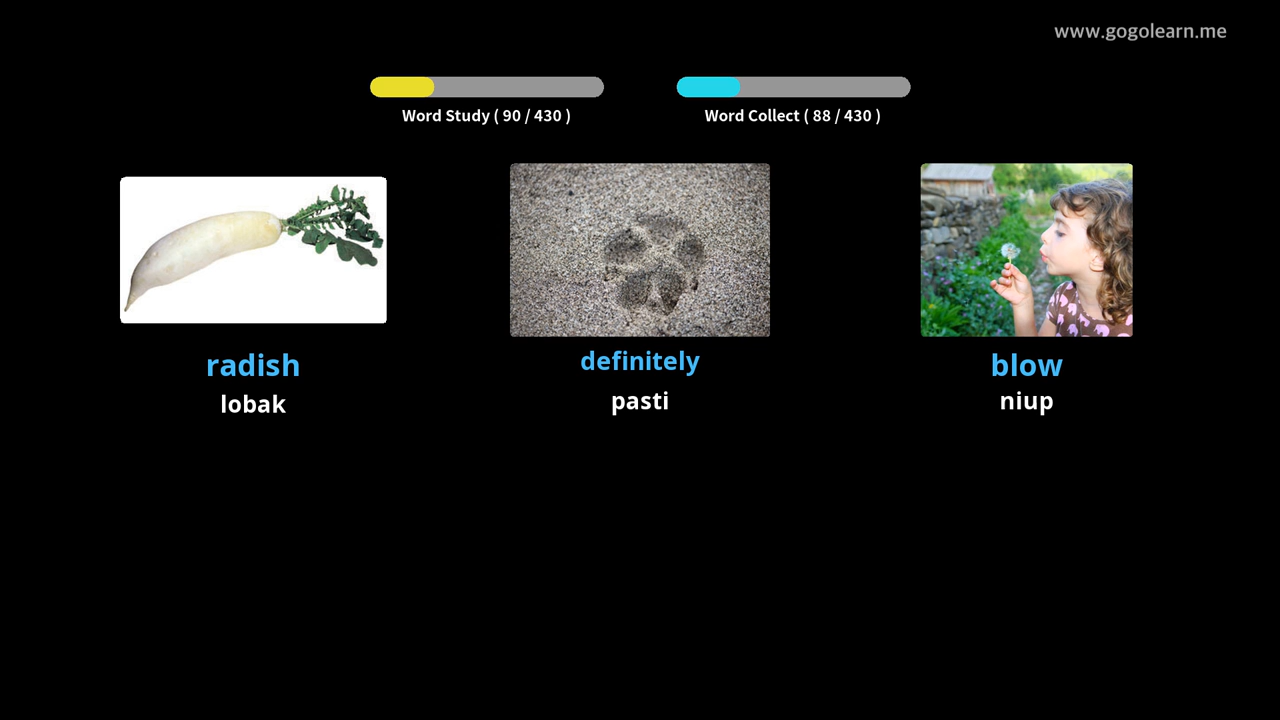 www.gogolearn.me
Word Study ( 90 / 430 )
Word Collect ( 88 / 430 )
radish
lobak
definitely
pasti
blow
niup